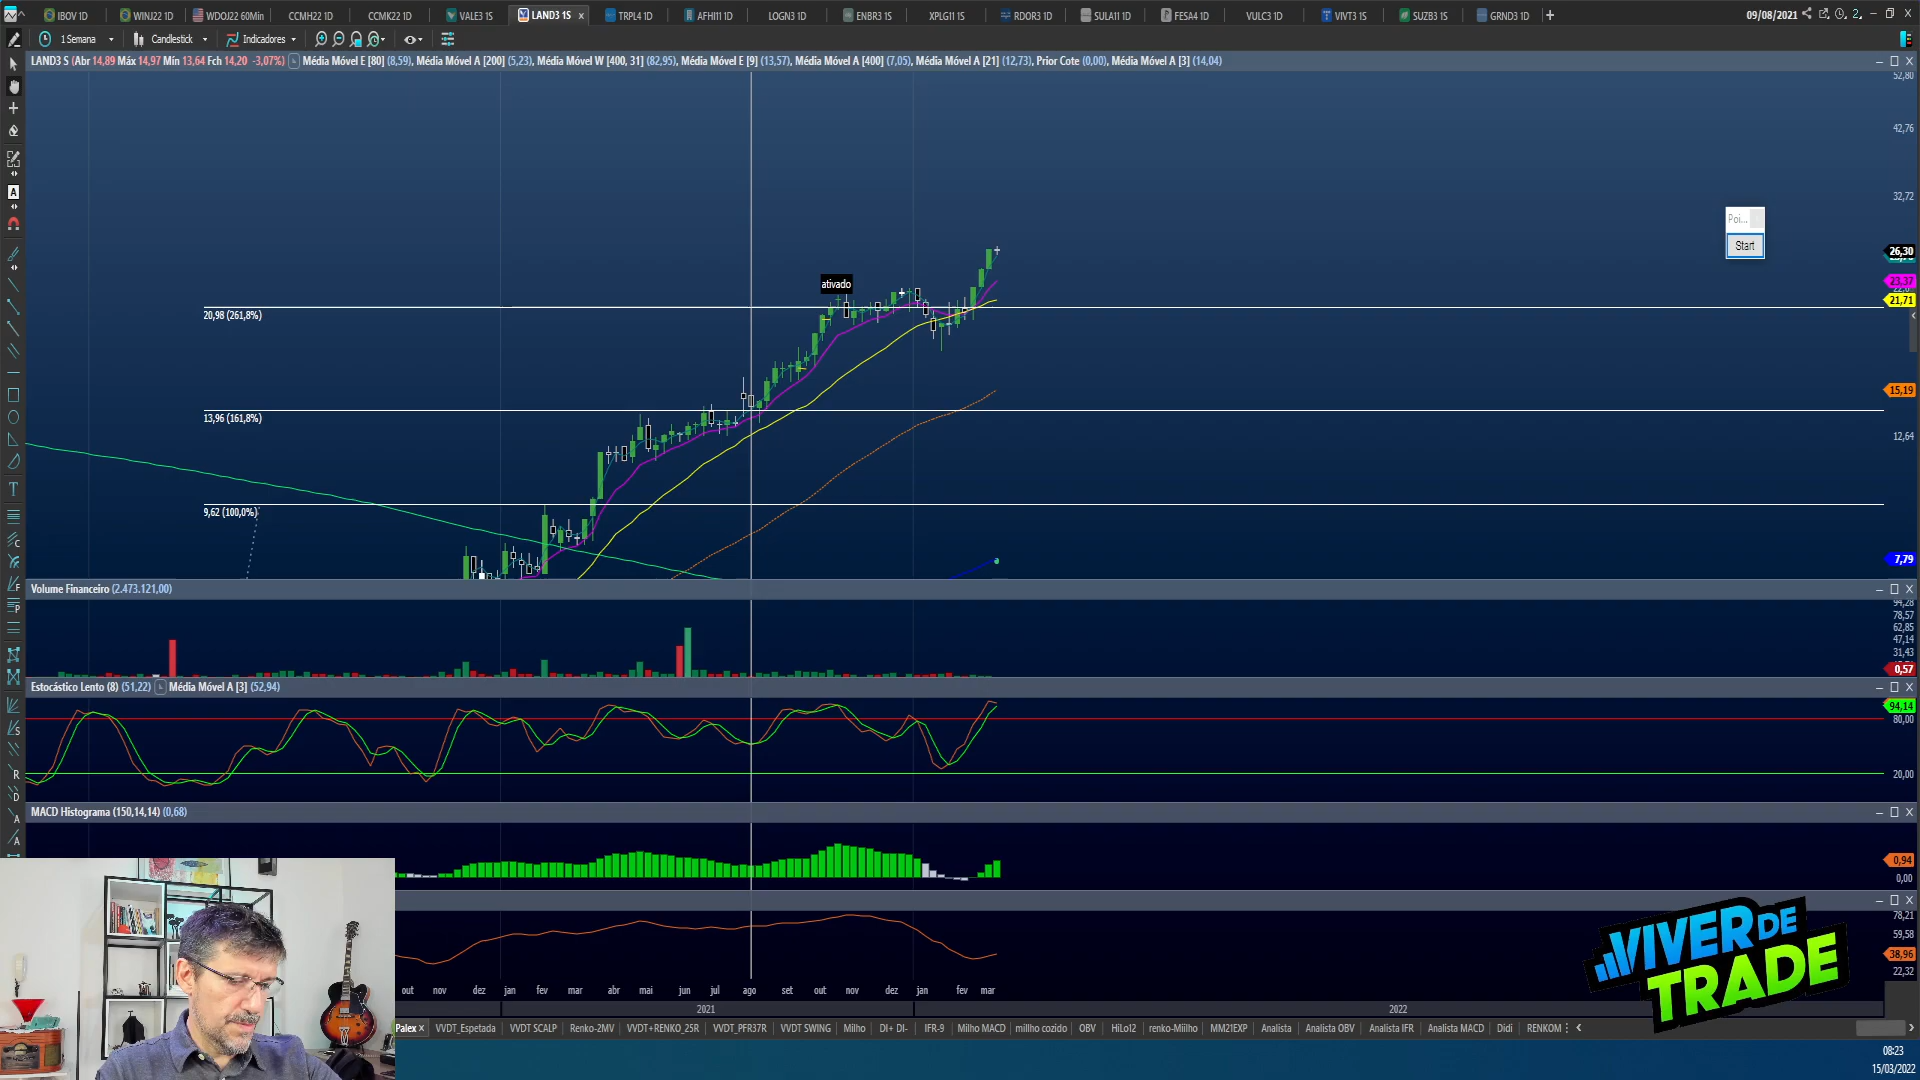 IBOV 1D WINJ22 1D WDOJ22 60Min CCMH22 1D CCMK22 1D VALE3 1S LAND3 1S x TRPL4 1D AFHI11 1D LOGN3 1D ENBR3 1S XPLG11 1S RDOR3 1D SULA11 1D FESA4 1D VULC3 1D VIVT3 1S SUZB3 1S GRND3 1D + 09/08/2021 2
1 Semana Candlestick Indicadores
LAND3 S (Abr 14,89 Máx 14,97 Mín 13,64 Fch 14,20 -3,07%) Média Móvel E [80] (8,59), Média Móvel A [200] (5,23), Média Móvel W [400, 31] (82,95), Média Móvel E [9] (13,57), Média Móvel A [400] (7,05), Média Móvel A [21] (12,73), Prior Cote (0,00), Média Móvel A [3] (14,04)
52,80
42,76
32,72
Poi...
Start
26,30
23,37
21,71
ativado
20,98 (261,8%)
15,19
13,96 (161,8%)
12,64
9,62 (100,0%)
7,79
Volume Financeiro (2.473.121,00)
94,28
78,57
62,85
47,14
31,43
0,57
Estocástico Lento (8) (51,22) Média Móvel A [3] (52,94)
94,14
80,00
20,00
MACD Histograma (150,14,14) (0,68)
0,94
0,00
78,21
59,58
38,96
22,32
VIVER DE
TRADE
out nov dez jan fev mar abr mai jun jul ago set out nov dez jan fev mar
2021 2022
Palex x VVDT_Espetada VVDT SCALP Renko-2MV VVDT+RENKO_25R VVDT_PFR37R VVDT SWING Milho DI+ DI- IFR-9 Milho MACD millho cozido OBV HiLol2 renko-Miilho MM21EXP Analista Analista OBV Analista IFR Analista MACD Didi RENKOM
08:23
15/03/2022